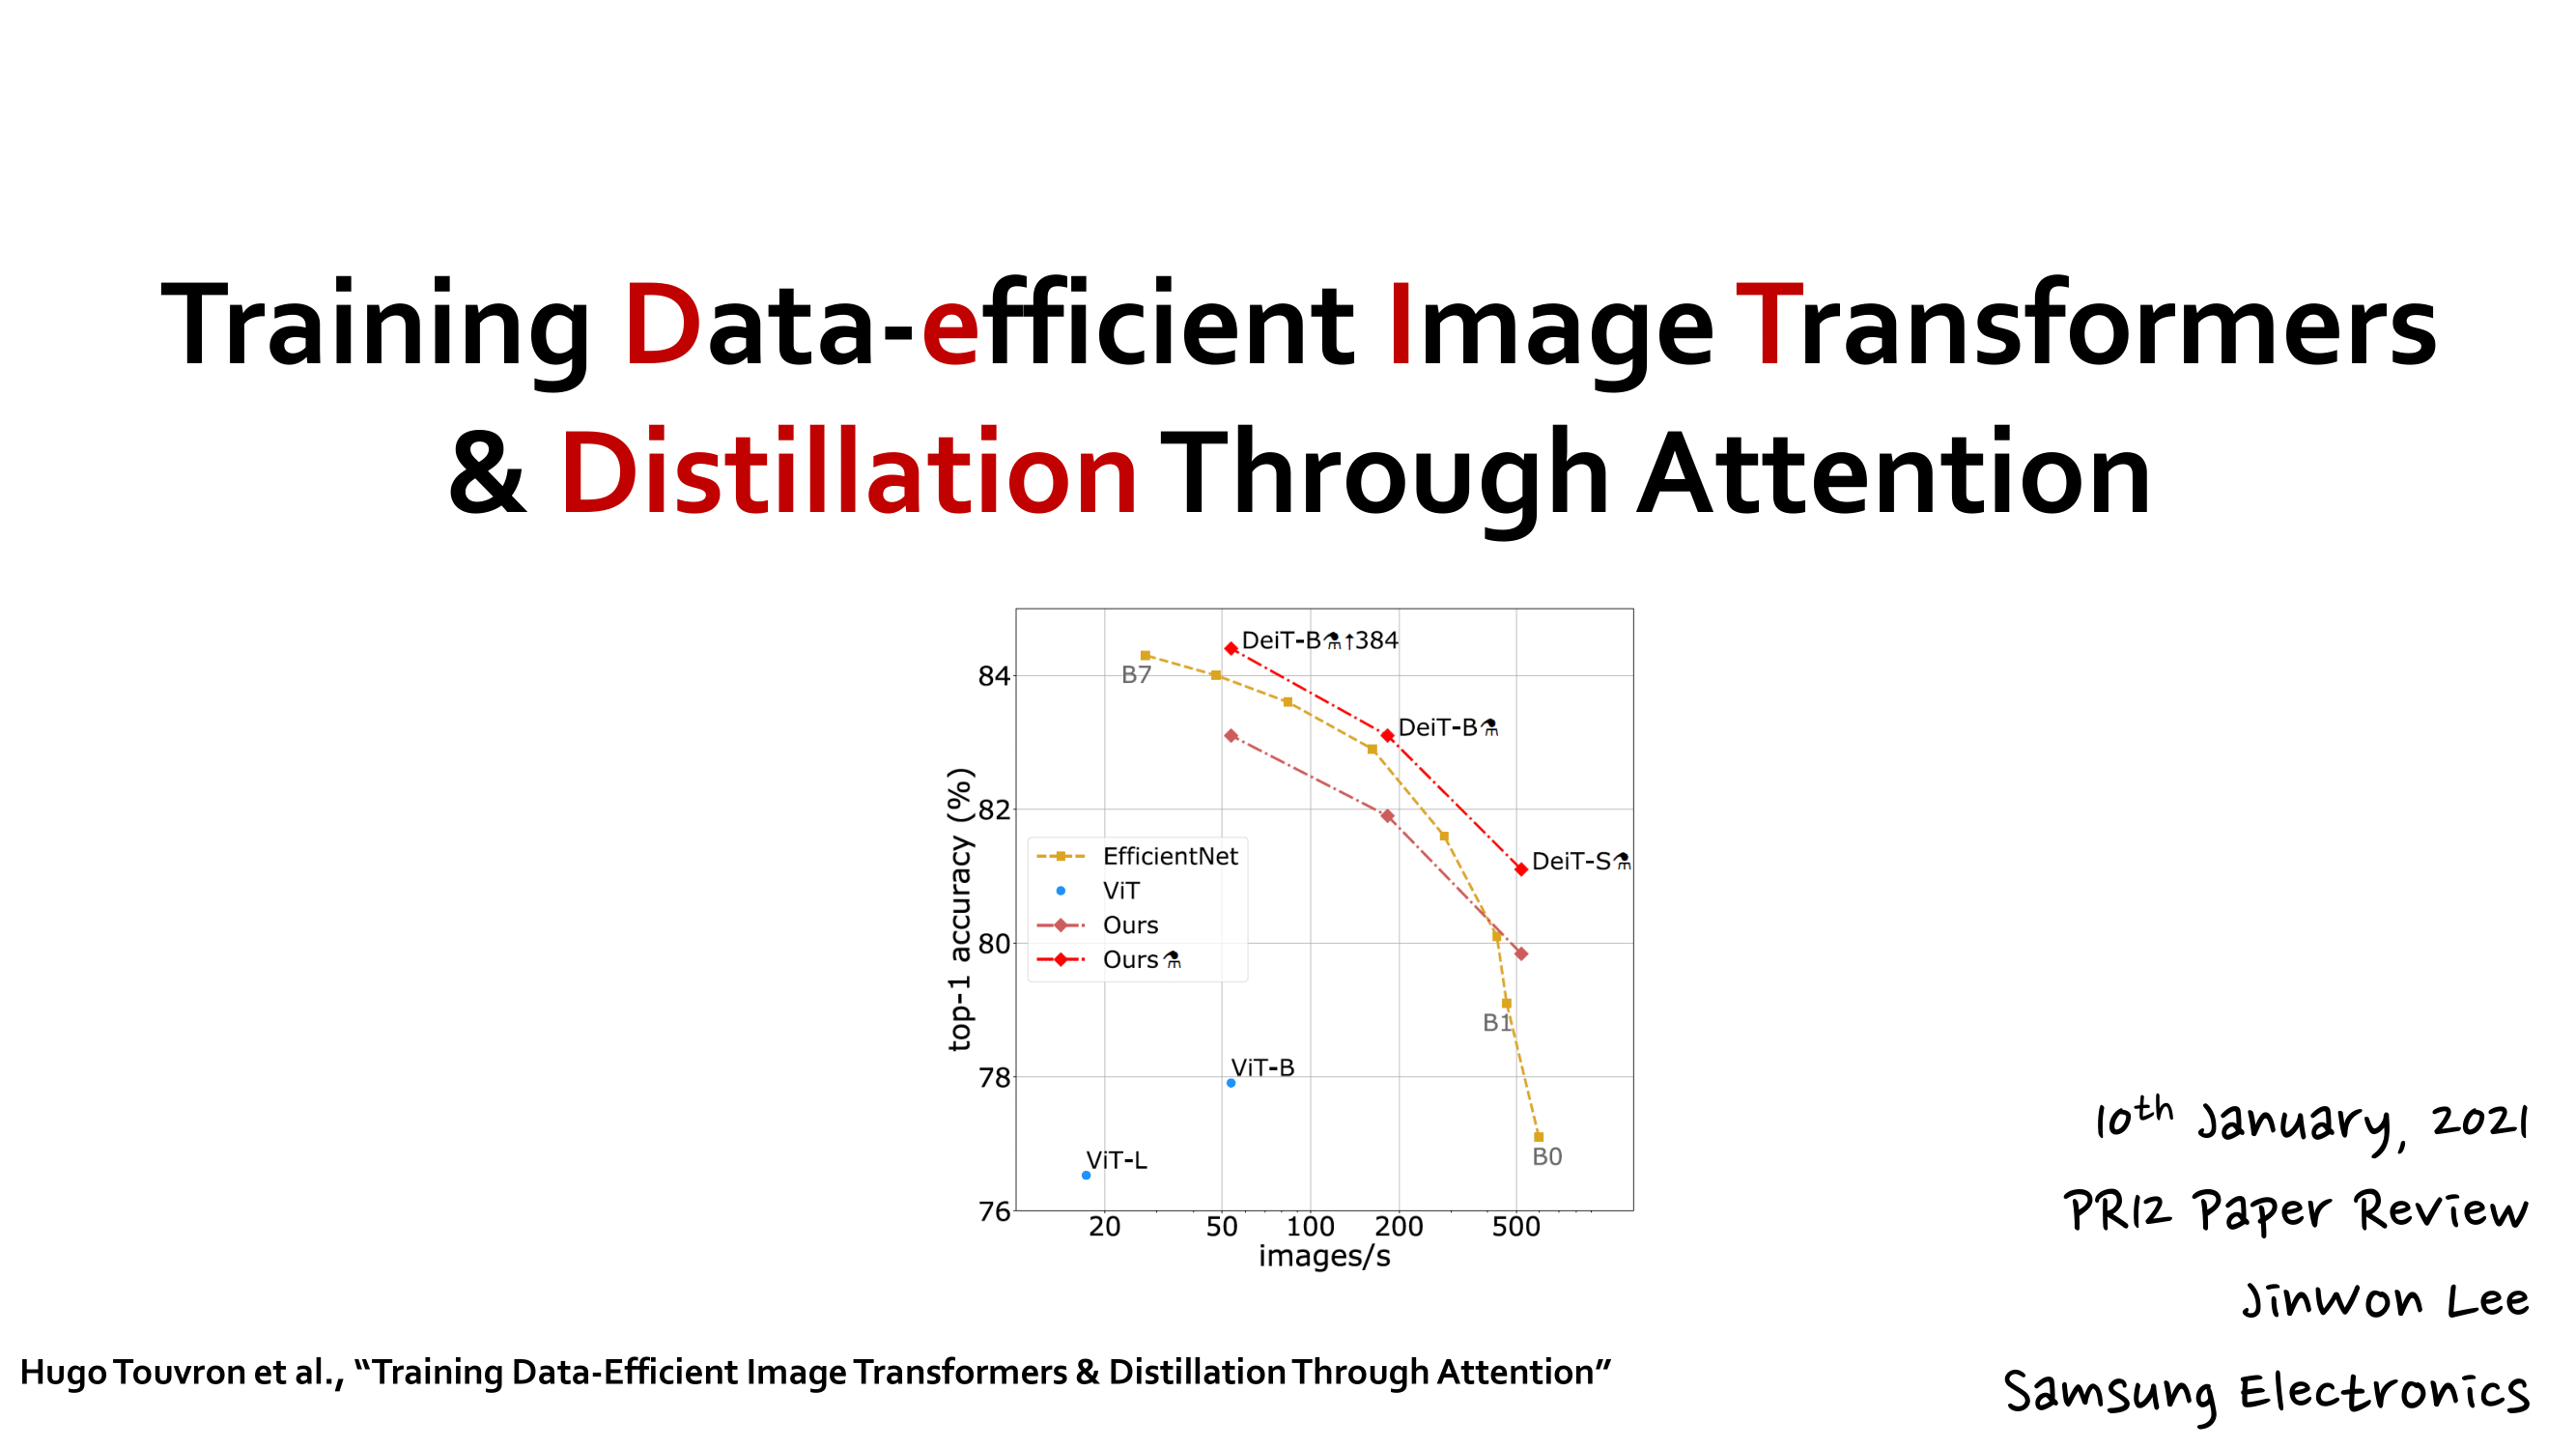 Training Data-efficient Image Transformers
& Distillation Through Attention
DeiT-B⚗↑384
84
B7
DeiT-B⚗
82
top-1 accuracy (%)
EfficientNet
DeiT-S⚗
ViT
Ours
80
Ours⚗
B1
ViT-B
78
ViT-L
B0
76
20 50 100 200 500
images/s
10th January, 2021
PR12 Paper Review
JinWon Lee
Samsung Electronics
Hugo Touvron et al., “Training Data-Efficient Image Transformers & Distillation Through Attention”